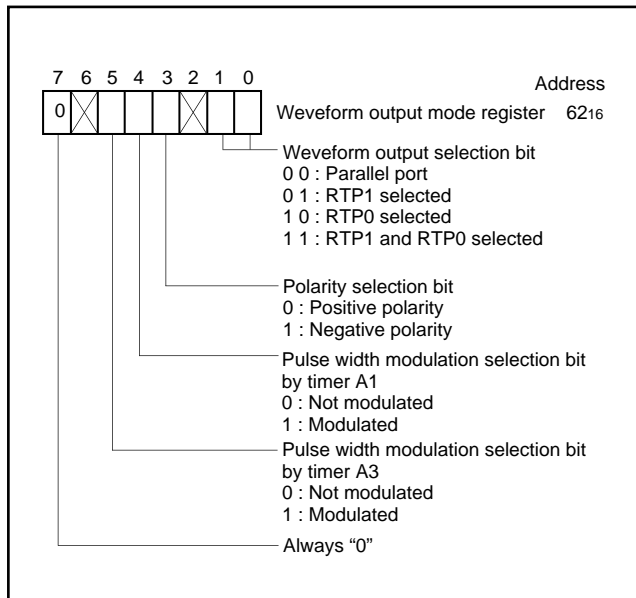 7 6 5 4 3 2 1 0
Address
0
Weveform output mode register 6216
Weveform output selection bit
0 0 : Parallel port
0 1 : RTP1 selected
1 0 : RTP0 selected
1 1 : RTP1 and RTP0 selected
Polarity selection bit
0 : Positive polarity
1 : Negative polarity
Pulse width modulation selection bit
by timer A1
0 : Not modulated
1 : Modulated
Pulse width modulation selection bit
by timer A3
0 : Not modulated
1 : Modulated
Always “0”